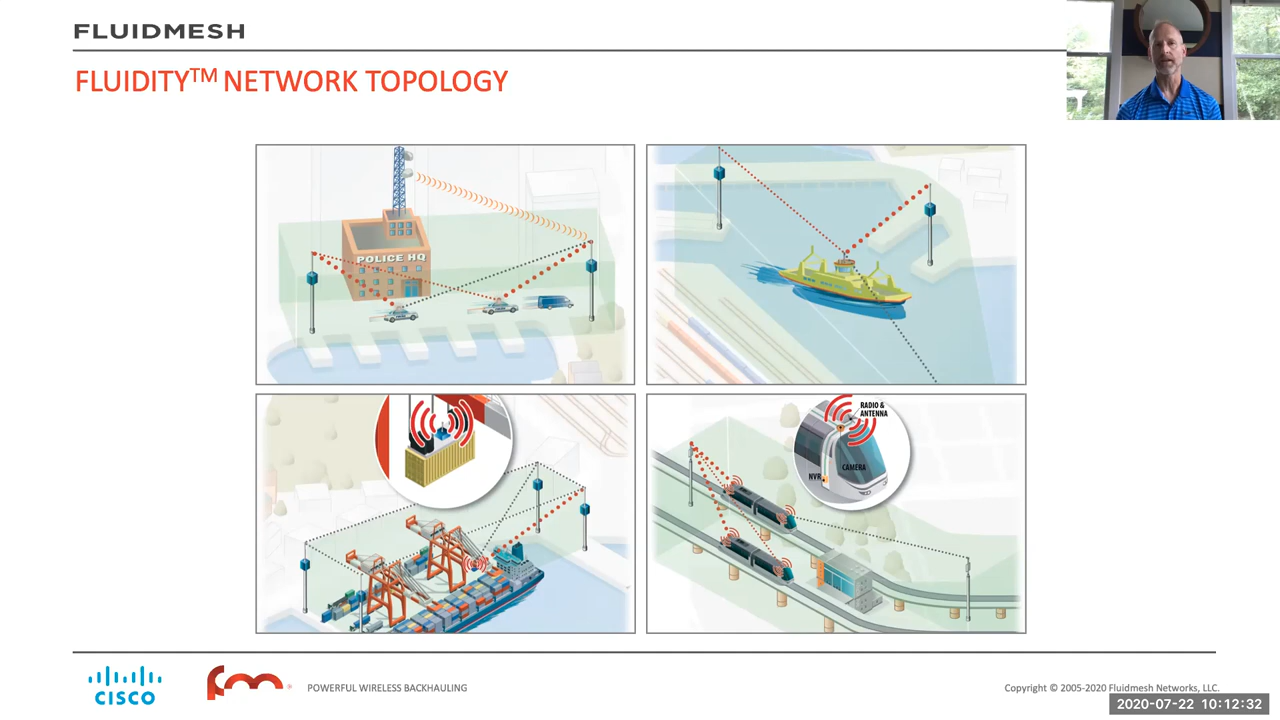 FLUIDMESH
FLUIDITY™ NETWORK TOPOLOGY
POLICE HQ
RADIO &
ANTENNA
CAMERA
NVR
CISCO
fm
POWERFUL WIRELESS BACKHAULING
Copyright © 2005-2020 Fluidmesh Networks, LLC.
2020-07-22 10:12:32